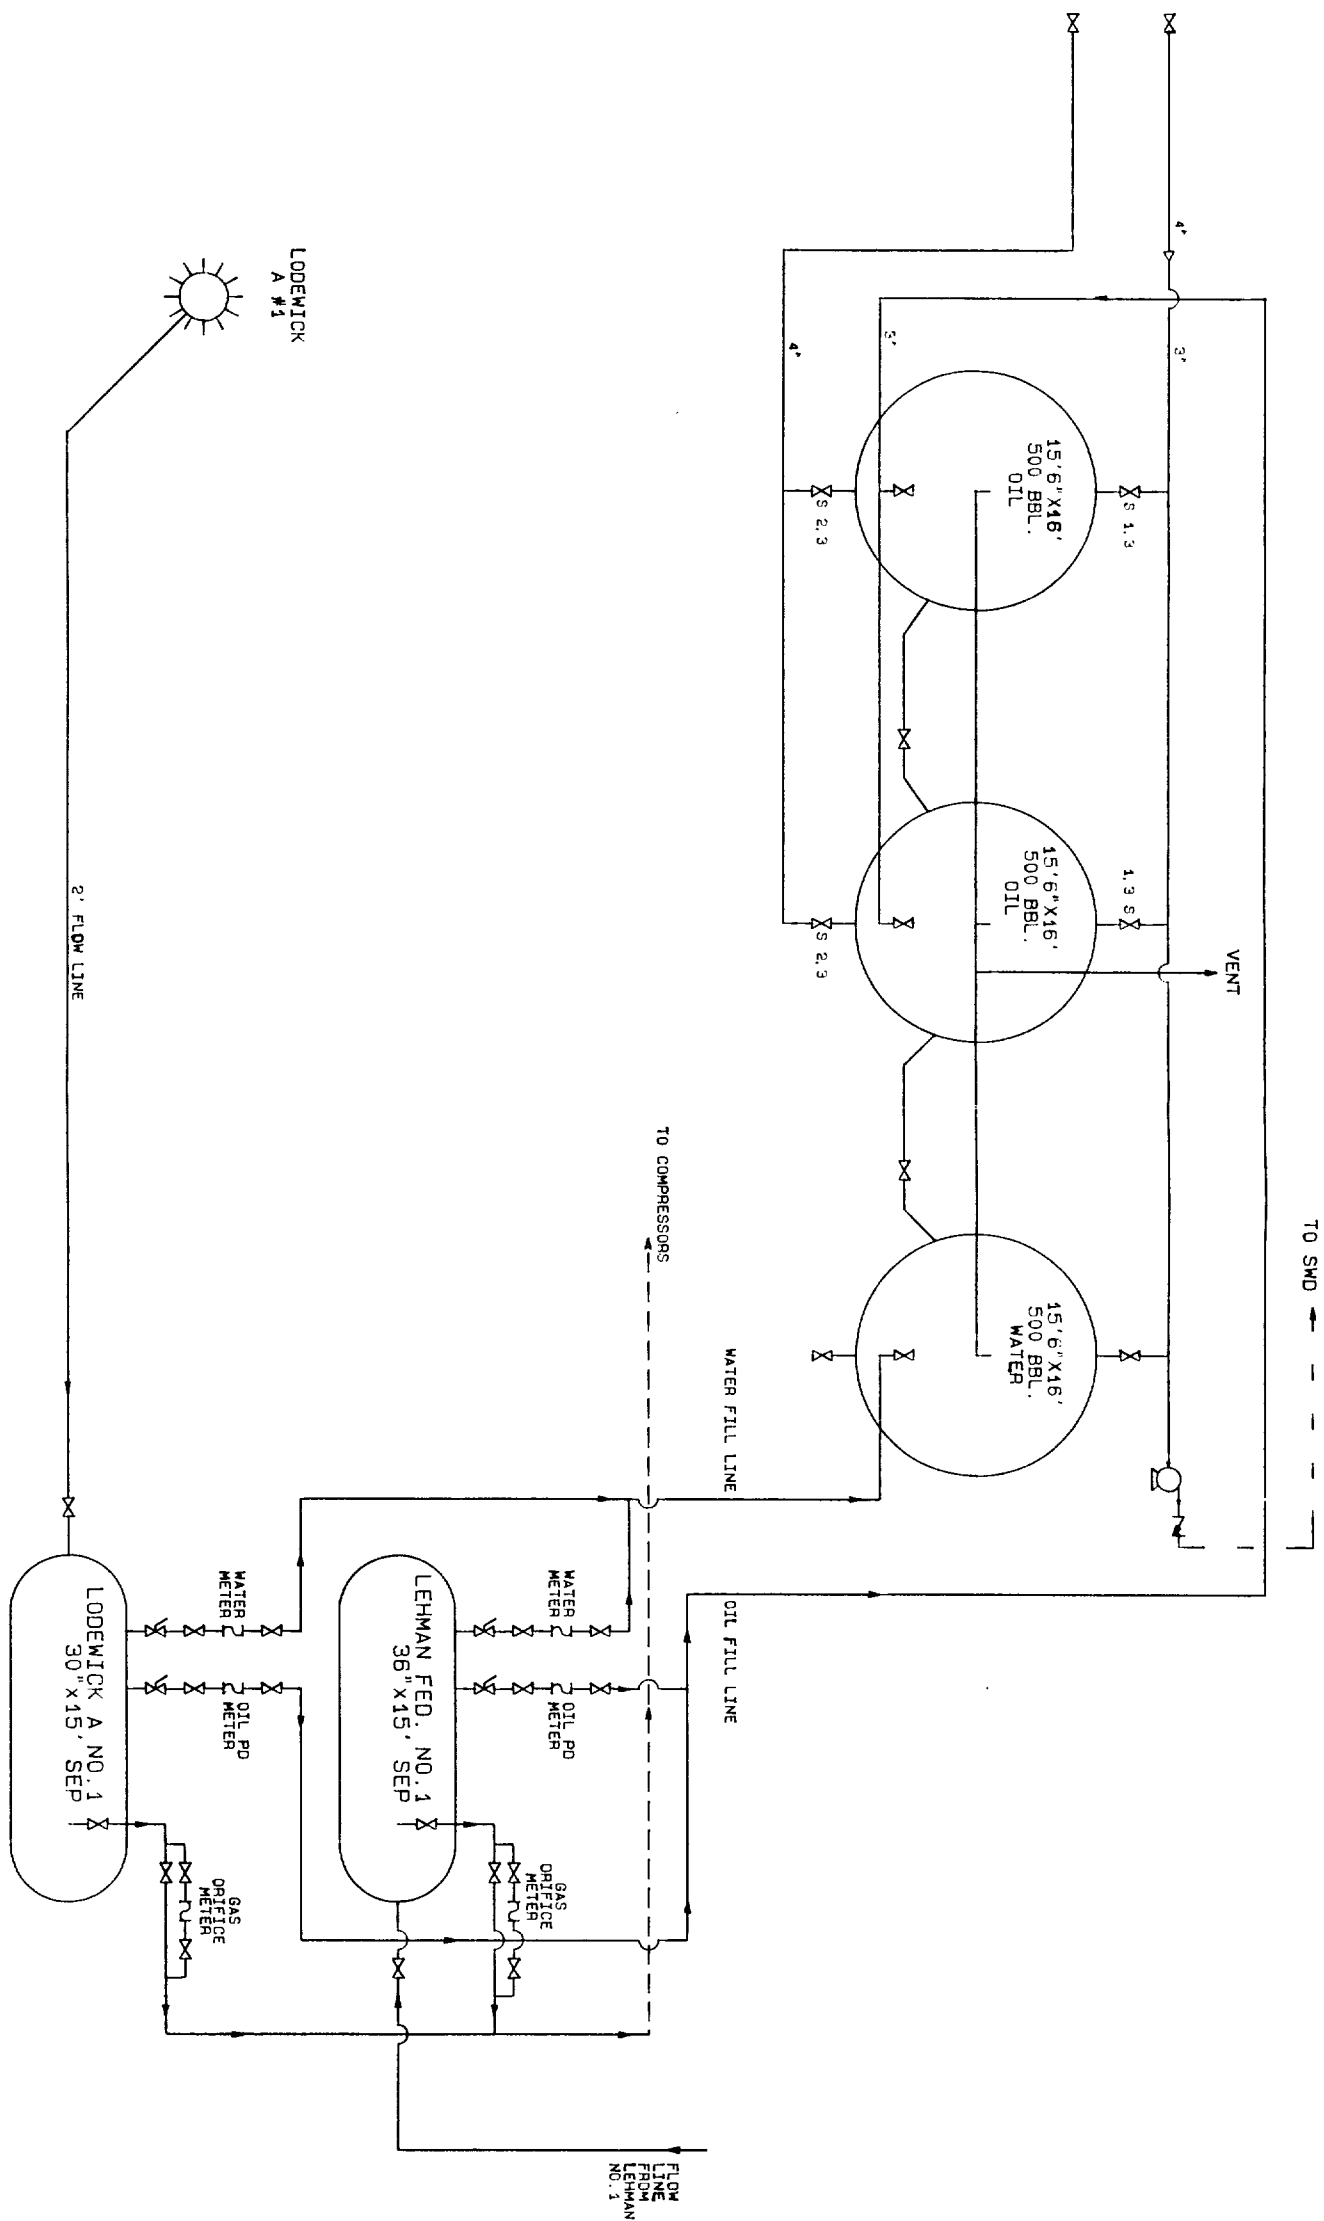 TO SWD
VENT
4"
3"
15'6"X16'
500 BBL.
OIL
S 1,3
15'6"X16'
500 BBL.
OIL
1,3 S
15'6"X16'
500 BBL.
WATER
3"
4"
S 2,3
S 2,3
WATER FILL LINE
OIL FILL LINE
TO COMPRESSORS
FLOW
LINE
FROM
LEHMAN
NO.1
WATER
METER
OIL PD
METER
GAS
ORIFICE
METER
LEHMAN FED. NO.1
36"X15' SEP
LODEWICK
A #1
WATER
METER
OIL PD
METER
GAS
ORIFICE
METER
LODEWICK A NO.1
30"X15' SEP
2' FLOW LINE